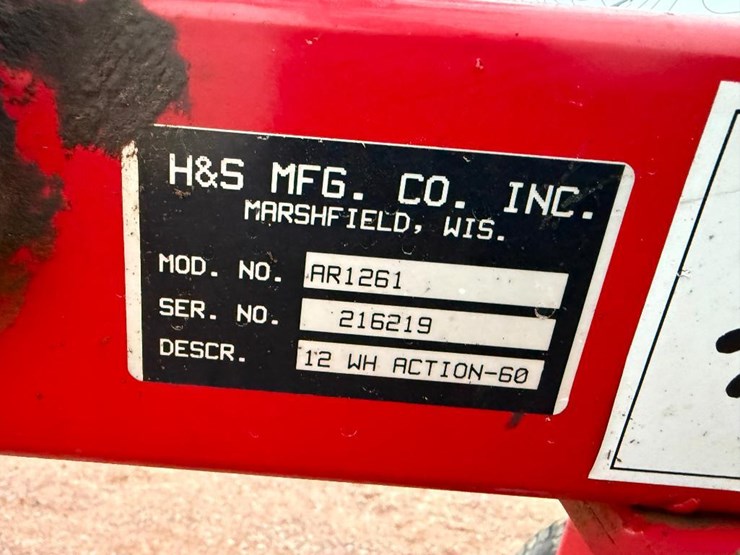 H&S MFG. CO. INC.
MARSHFIELD, WIS.
MOD. NO. AR1261
SER. NO. 216219
DESCR. 12 WH ACTION-60